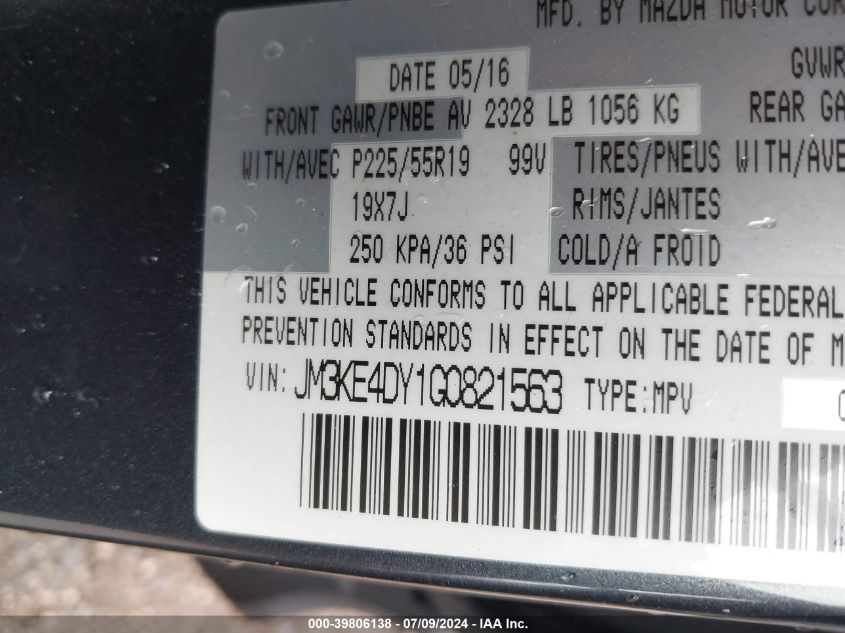 MFD. BY MAZDA MOTOR COR
DATE 05/16 GVWR
FRONT GAWR/PNBE AV 2328 LB 1056 KG REAR GA
WITH/AVEC P225/55R19 99V TIRES/PNEUS WITH/AVE
19X7J RIMS/JANTES
250 KPA/36 PSI COLD/A FROID
THIS VEHICLE CONFORMS TO ALL APPLICABLE FEDERAL
PREVENTION STANDARDS IN EFFECT ON THE DATE OF M
VIN: JM3KE4DY1G0821563 TYPE:MPV
000-39806138 - 07/09/2024 - IAA Inc.